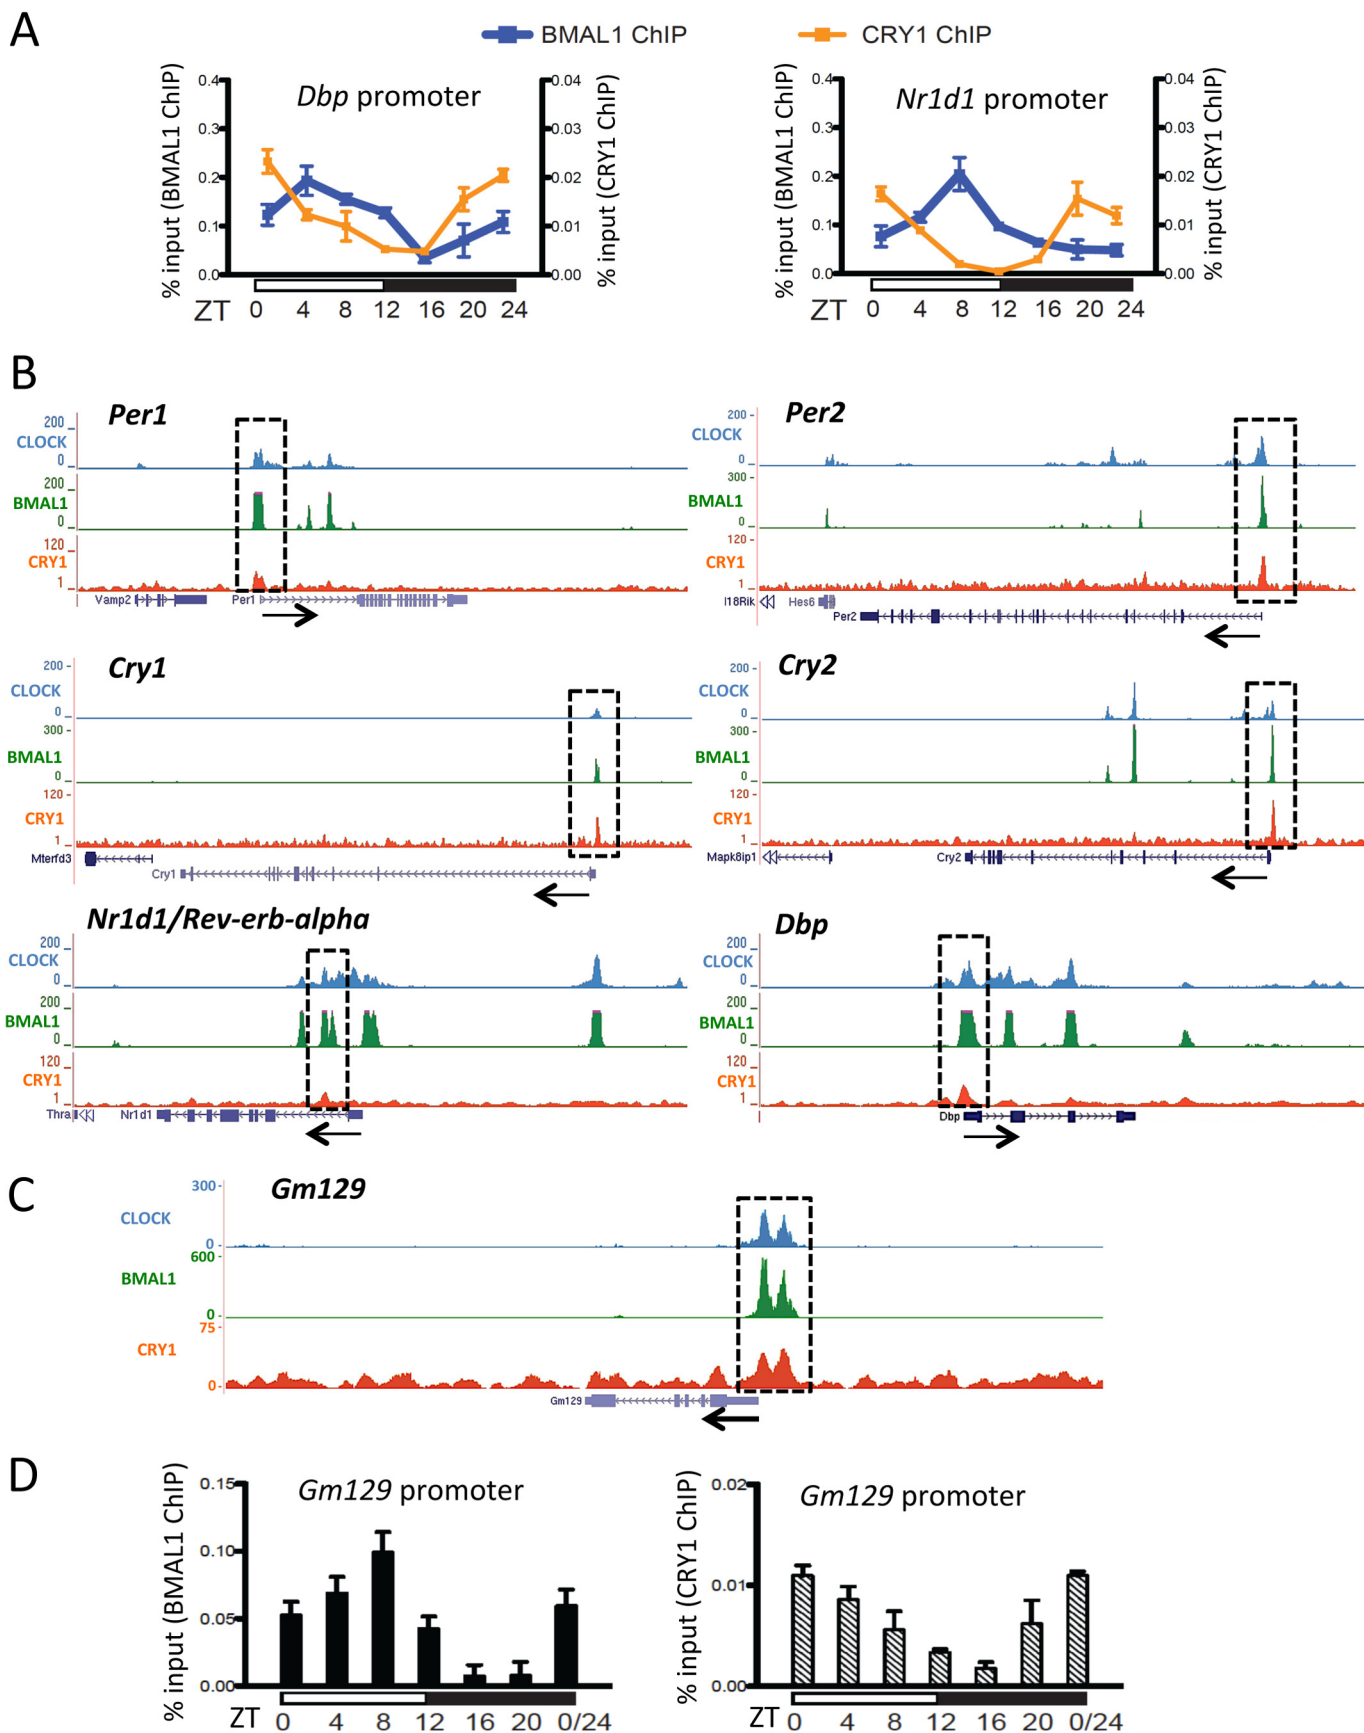 A
BMAL1 ChIP
CRY1 ChIP
Dbp promoter
% input (BMAL1 ChIP)
0.4
0.3
0.2
0.1
0.0
0.04
0.03
0.02
0.01
0.00
% input (CRY1 ChIP)
ZT 0 4 8 12 16 20 24
Nr1d1 promoter
% input (BMAL1 ChIP)
0.4
0.3
0.2
0.1
0.0
0.04
0.03
0.02
0.01
0.00
% input (CRY1 ChIP)
ZT 0 4 8 12 16 20 24
B
Per1
200
CLOCK
0
200
BMAL1
0
120
CRY1
1
Vamp2
Per1
Per2
200
CLOCK
0
300
BMAL1
0
120
CRY1
1
I18Rik
Hes6
Per2
Cry1
200
CLOCK
0
300
BMAL1
0
120
CRY1
1
Mterfd3
Cry1
Cry2
200
CLOCK
0
300
BMAL1
0
120
CRY1
1
Mapk8ip1
Cry2
Nr1d1/Rev-erb-alpha
200
CLOCK
0
200
BMAL1
0
120
CRY1
1
Thra
Nr1d1
Dbp
200
CLOCK
0
200
BMAL1
0
120
CRY1
1
Dbp
C
Gm129
300
CLOCK
0
600
BMAL1
0
75
CRY1
0
Gm129
D
Gm129 promoter
% input (BMAL1 ChIP)
0.15
0.10
0.05
0.00
ZT 0 4 8 12 16 20 0/24
Gm129 promoter
% input (CRY1 ChIP)
0.02
0.01
0.00
ZT 0 4 8 12 16 20 0/24